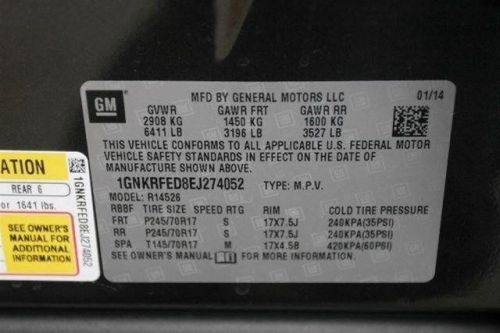 GM
MFD BY GENERAL MOTORS LLC 01/14
GVWR GAWR FRT GAWR RR
2908 KG 1450 KG 1600 KG
6411 LB 3196 LB 3527 LB
THIS VEHICLE CONFORMS TO ALL APPLICABLE U.S. FEDERAL MOTOR
VEHICLE SAFETY STANDARDS IN EFFECT ON THE DATE OF
MANUFACTURE SHOWN ABOVE.
1GNKRFED8EJ274052 TYPE: M.P.V.
MODEL: R14526
RBBF TIRE SIZE SPEED RTG RIM COLD TIRE PRESSURE
FRT P245/70R17 S 17X7.5J 240KPA(35PSI)
RR P245/70R17 S 17X7.5J 240KPA(35PSI)
SPA T145/70R17 M 17X4.5B 420KPA(60PSI)
SEE OWNER'S MANUAL FOR MORE INFORMATION
ATION
REAR 6
or 1641 lbs.
SEE OWNER'S
MANUAL FOR
ADDITIONAL
INFORMATION
1GNKRFED8EJ274052